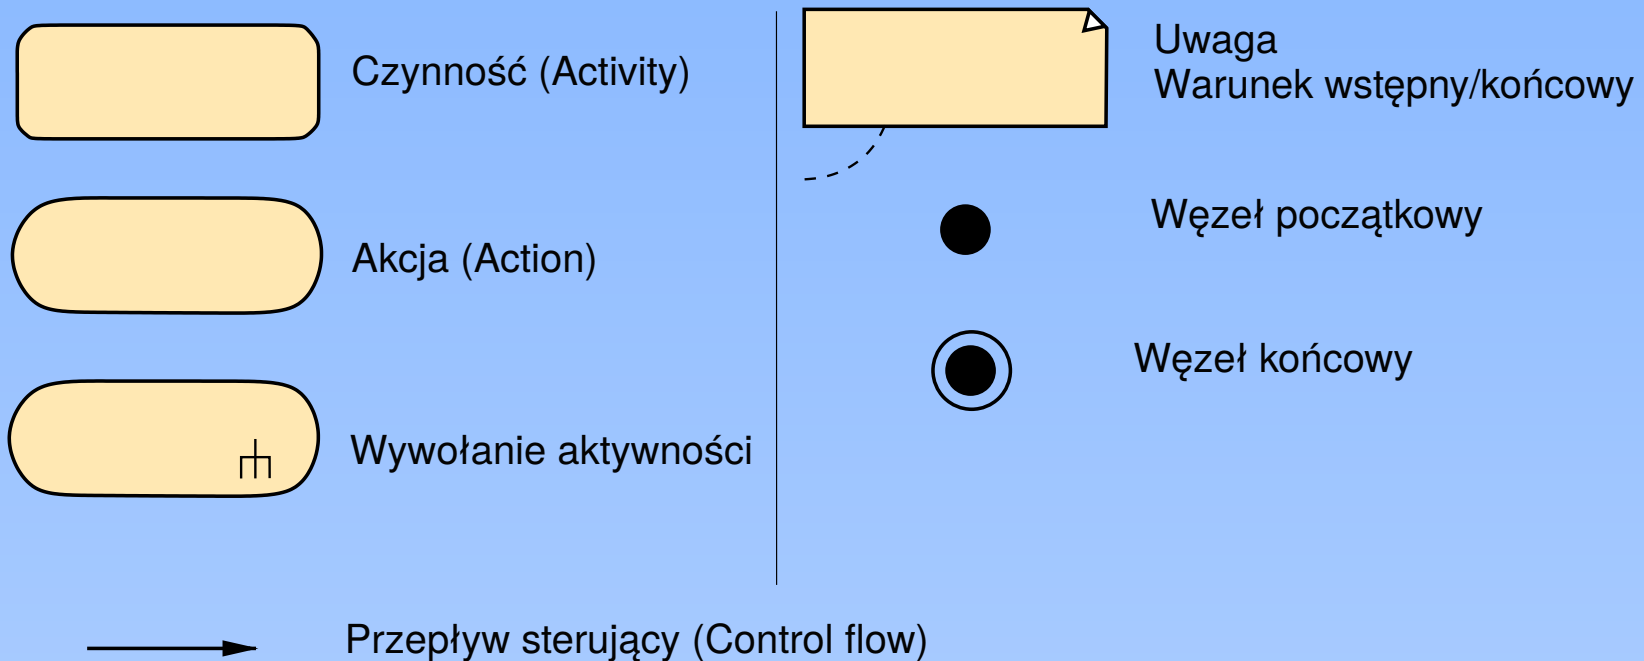 Czynność (Activity)
Akcja (Action)
Wywołanie aktywności
Przepływ sterujący (Control flow)
Uwaga
Warunek wstępny/końcowy
Węzeł początkowy
Węzeł końcowy